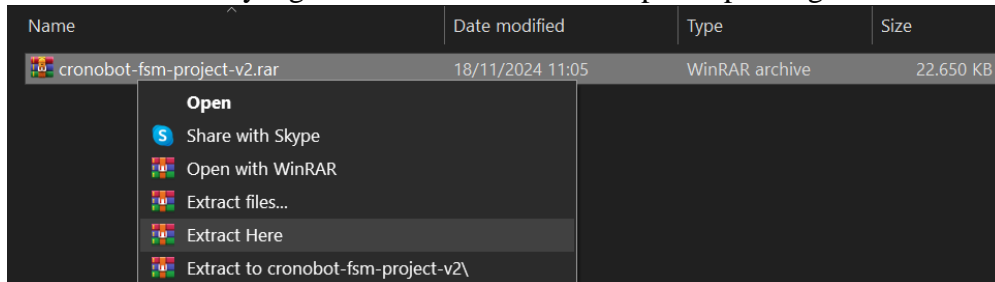 Name Date modified Type Size
cronobot-fsm-project-v2.rar 18/11/2024 11:05 WinRAR archive 22.650 KB
Open
Share with Skype
Open with WinRAR
Extract files...
Extract Here
Extract to cronobot-fsm-project-v2\